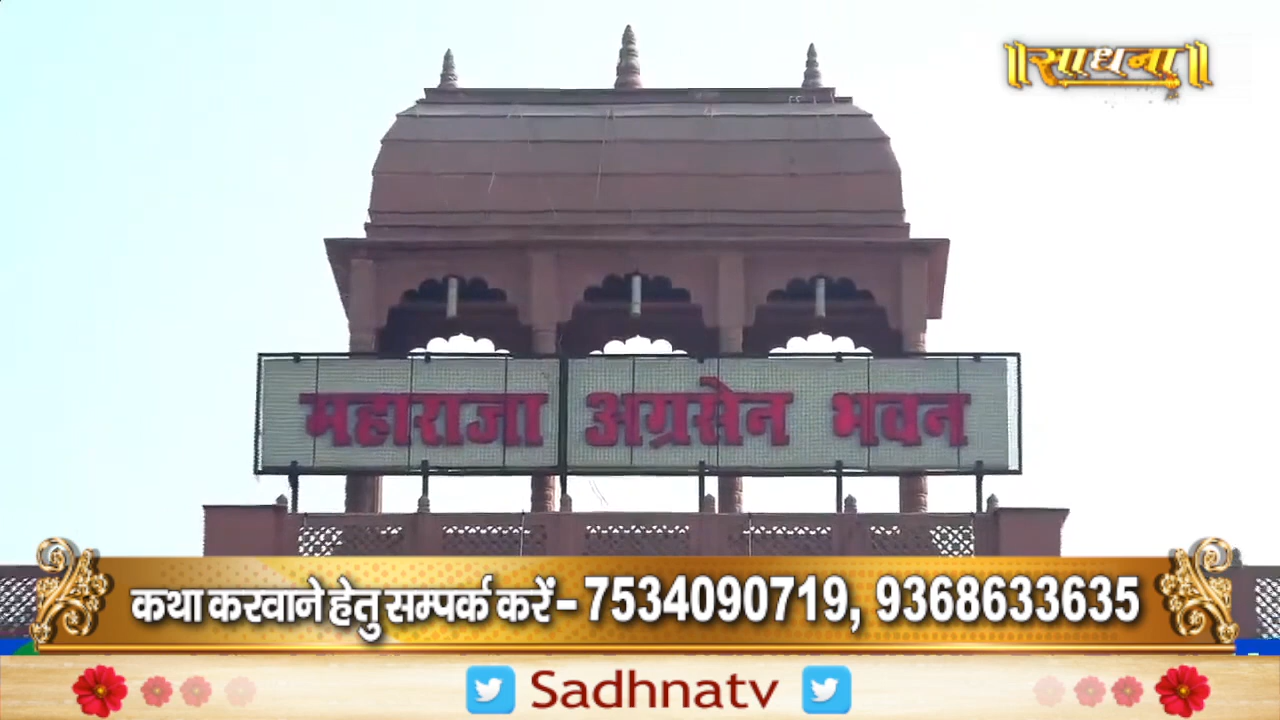 ॥साधना॥
महाराजा अग्रसेन भवन
कथा करवाने हेतु सम्पर्क करें- 7534090719, 9368633635
Sadhnatv